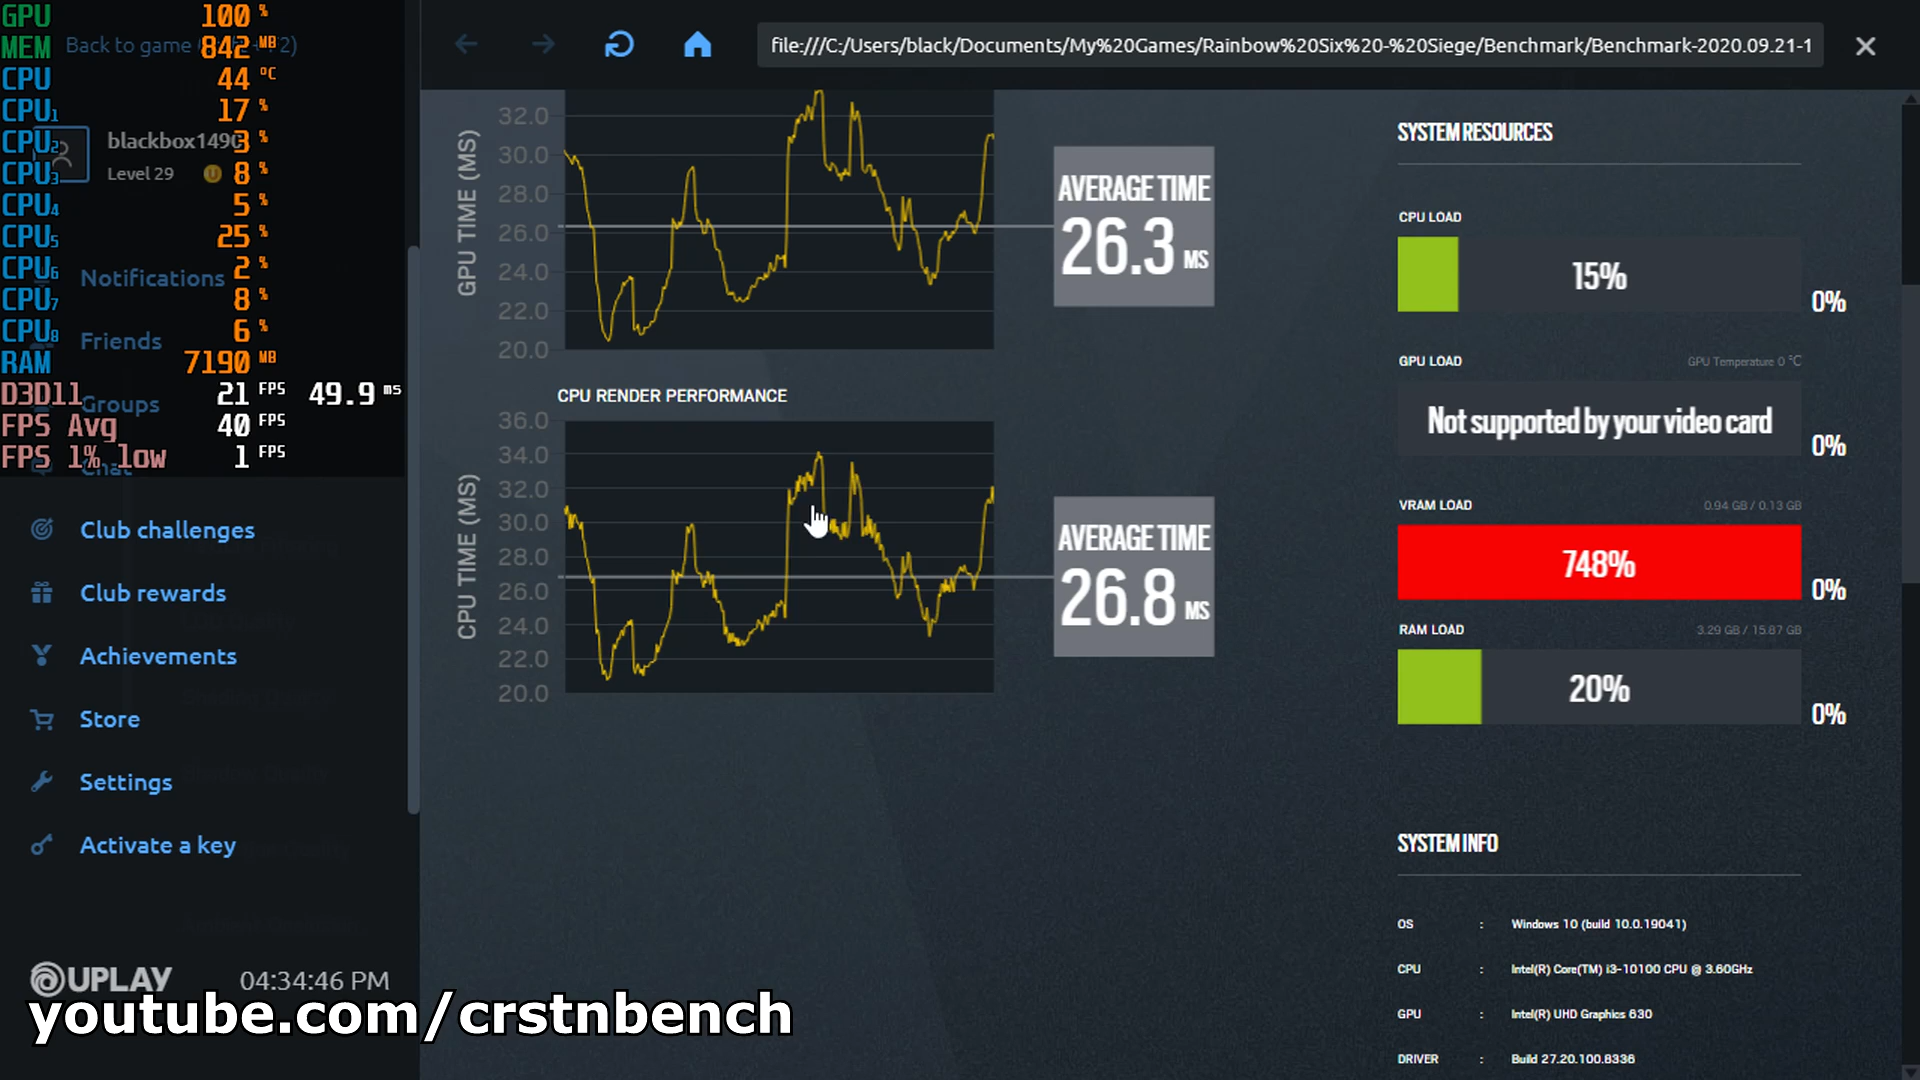 GPU 100 %
MEM 842 MB
CPU 44 °C
CPU1 17 %
CPU2 3 %
CPU3 8 %
CPU4 5 %
CPU5 25 %
CPU6 2 %
CPU7 8 %
CPU8 6 %
RAM 7190 MB
D3D11 21 FPS 49.9 ms
FPS Avg 40 FPS
FPS 1% low 1 FPS
Back to game
blackbox1490
Level 29
Notifications
Friends
Groups
Chat
Club challenges
Club rewards
Achievements
Store
Settings
Activate a key
UPLAY 04:34:46 PM
youtube.com/crstnbench
file:///C:/Users/black/Documents/My%20Games/Rainbow%20Six%20-%20Siege/Benchmark/Benchmark-2020.09.21-1
GPU TIME (MS)
32.0
30.0
28.0
26.0
24.0
22.0
20.0
AVERAGE TIME
26.3 MS
CPU RENDER PERFORMANCE
CPU TIME (MS)
36.0
34.0
32.0
30.0
28.0
26.0
24.0
22.0
20.0
AVERAGE TIME
26.8 MS
SYSTEM RESOURCES
CPU LOAD
15%
0%
GPU LOAD GPU Temperature 0 °C
Not supported by your video card
0%
VRAM LOAD 0.94 GB / 0.13 GB
748%
0%
RAM LOAD 3.29 GB / 15.87 GB
20%
0%
SYSTEM INFO
OS : Windows 10 (build 10.0.19041)
CPU : Intel(R) Core(TM) i3-10100 CPU @ 3.60GHz
GPU : Intel(R) UHD Graphics 630
DRIVER : Build 27.20.100.8336